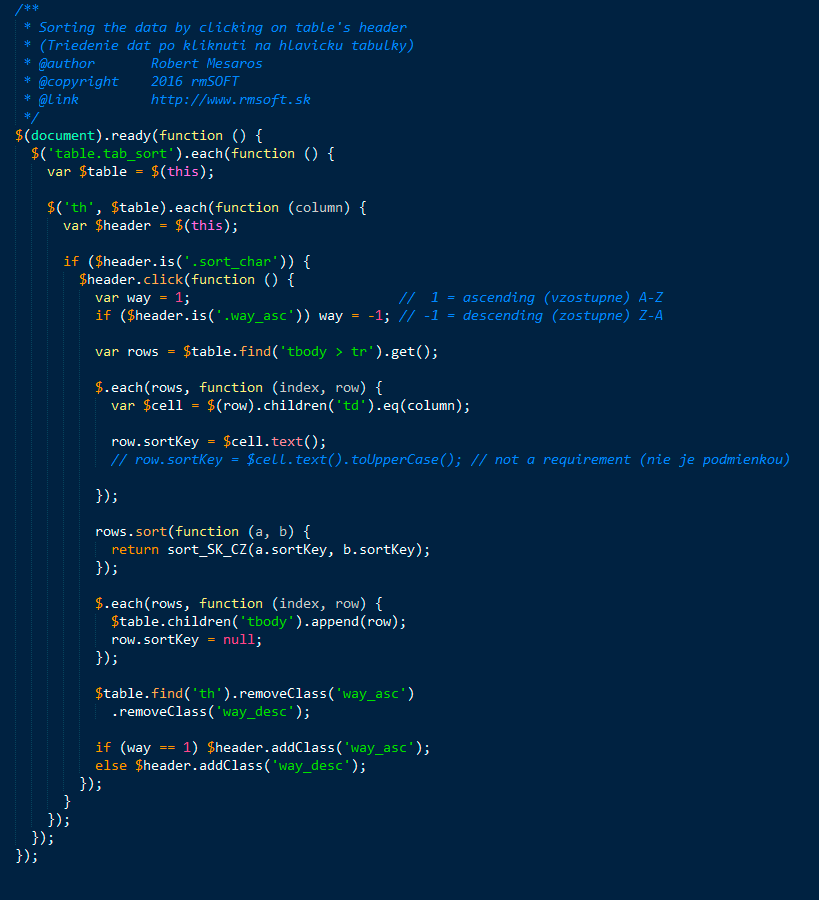 /**
 * Sorting the data by clicking on table's header
 * (Triedenie dat po kliknuti na hlavicku tabulky)
 * @author       Robert Mesaros
 * @copyright    2016 rmSOFT
 * @link         http://www.rmsoft.sk
 */
$(document).ready(function () {
  $('table.tab_sort').each(function () {
    var $table = $(this);

    $('th', $table).each(function (column) {
      var $header = $(this);

      if ($header.is('.sort_char')) {
        $header.click(function () {
          var way = 1;                          //  1 = ascending (vzostupne) A-Z
          if ($header.is('.way_asc')) way = -1; // -1 = descending (zostupne) Z-A

          var rows = $table.find('tbody > tr').get();

          $.each(rows, function (index, row) {
            var $cell = $(row).children('td').eq(column);

            row.sortKey = $cell.text();
            // row.sortKey = $cell.text().toUpperCase(); // not a requirement (nie je podmienkou)

          });

          rows.sort(function (a, b) {
            return sort_SK_CZ(a.sortKey, b.sortKey);
          });

          $.each(rows, function (index, row) {
            $table.children('tbody').append(row);
            row.sortKey = null;
          });

          $table.find('th').removeClass('way_asc')
            .removeClass('way_desc');

          if (way == 1) $header.addClass('way_asc');
          else $header.addClass('way_desc');
        });
      }
    });
  });
});